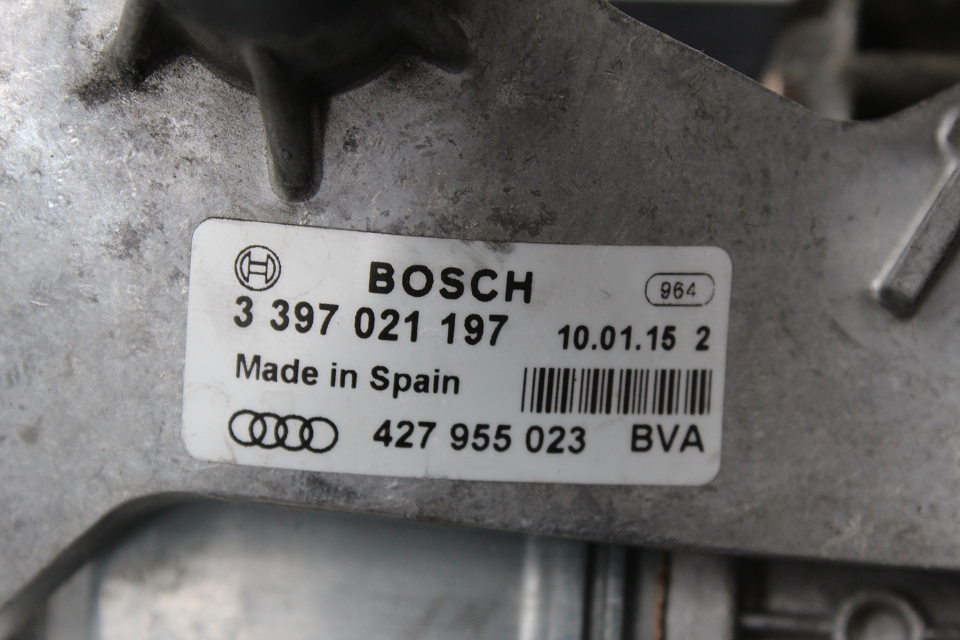 BOSCH
964
3 397 021 197
10.01.15 2
Made in Spain
427 955 023 BVA